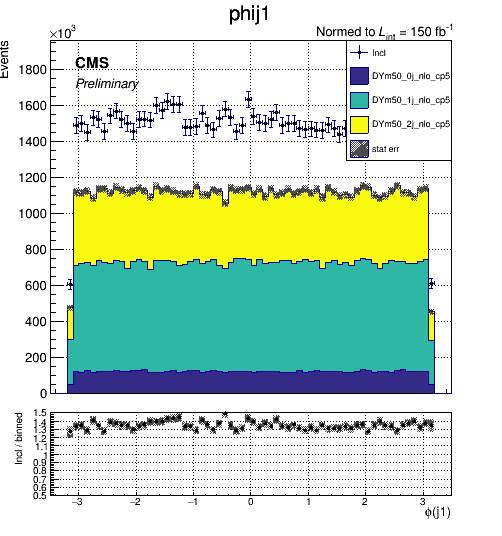 phij1
Normed to L_int = 150 fb⁻¹
×10³
Events
CMS
Preliminary
Incl
DYm50_0j_nlo_cp5
DYm50_1j_nlo_cp5
DYm50_2j_nlo_cp5
stat err
1800
1600
1400
1200
1000
800
600
400
200
0
Incl / binned
1.5
1.4
1.3
1.2
1.1
1
0.9
0.8
0.7
0.6
0.5
−3 −2 −1 0 1 2 3
ϕ(j1)